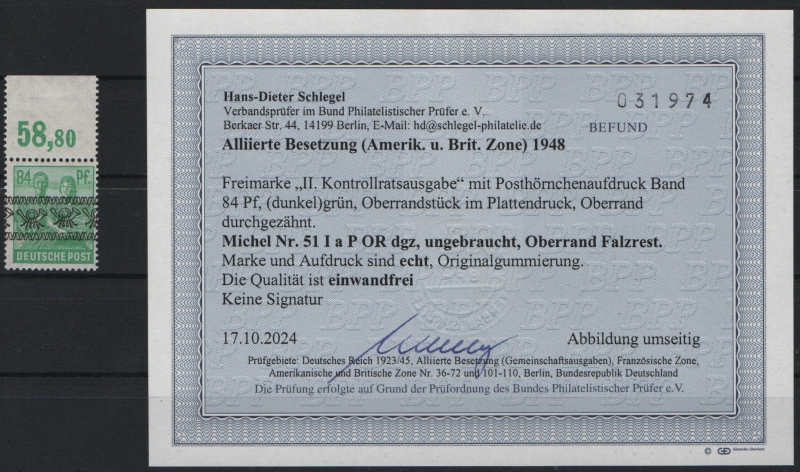 58,80
84 Pf.
DEUTSCHE POST
Hans-Dieter Schlegel
Verbandsprüfer im Bund Philatelistischer Prüfer e. V.
Berkaer Str. 44, 14199 Berlin, E-Mail: hd@schlegel-philatelie.de
031974
BEFUND
Alliierte Besetzung (Amerik. u. Brit. Zone) 1948
Freimarke „II. Kontrollratsausgabe“ mit Posthörnchenaufdruck Band
84 Pf, (dunkel)grün, Oberrandstück im Plattendruck, Oberrand
durchgezähnt.
Michel Nr. 51 I a P OR dgz, ungebraucht, Oberrand Falzrest.
Marke und Aufdruck sind echt, Originalgummierung.
Die Qualität ist einwandfrei
Keine Signatur
17.10.2024
Abbildung umseitig
Prüfgebiete: Deutsches Reich 1923/45, Alliierte Besetzung (Gemeinschaftsausgaben), Französische Zone,
Amerikanische und Britische Zone Nr. 36-72 und 101-110, Berlin, Bundesrepublik Deutschland
Die Prüfung erfolgte auf Grund der Prüfordnung des Bundes Philatelistischer Prüfer e.V.